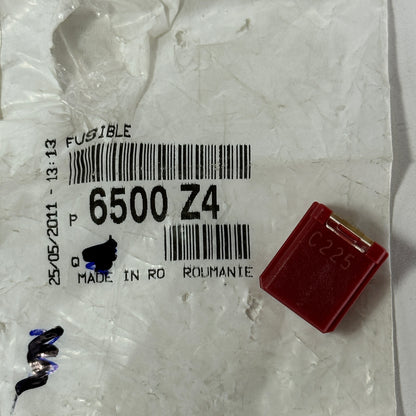 FUSIBLE
P 6500 Z4
Q
MADE IN RO ROUMANIE
25/05/2011 - 13:13
C225